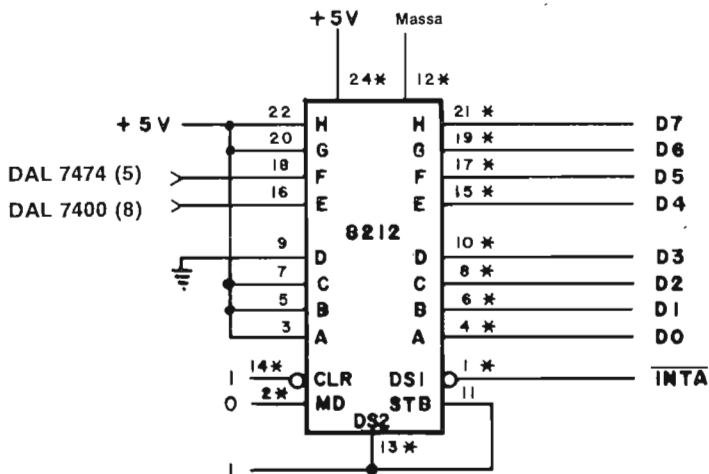 +5V Massa
24* 12*
+5V 22 H H 21 * D7
20 G G 19 * D6
DAL 7474 (5) 18 F F 17 * D5
DAL 7400 (8) 16 E E 15 * D4
8212
9 D D 10 * D3
7 C C 8 * D2
5 B B 6 * D1
3 A A 4 * D0
1 14* CLR DS1 1 * INTA
0 2* MD STB 11
DS2
13*
1